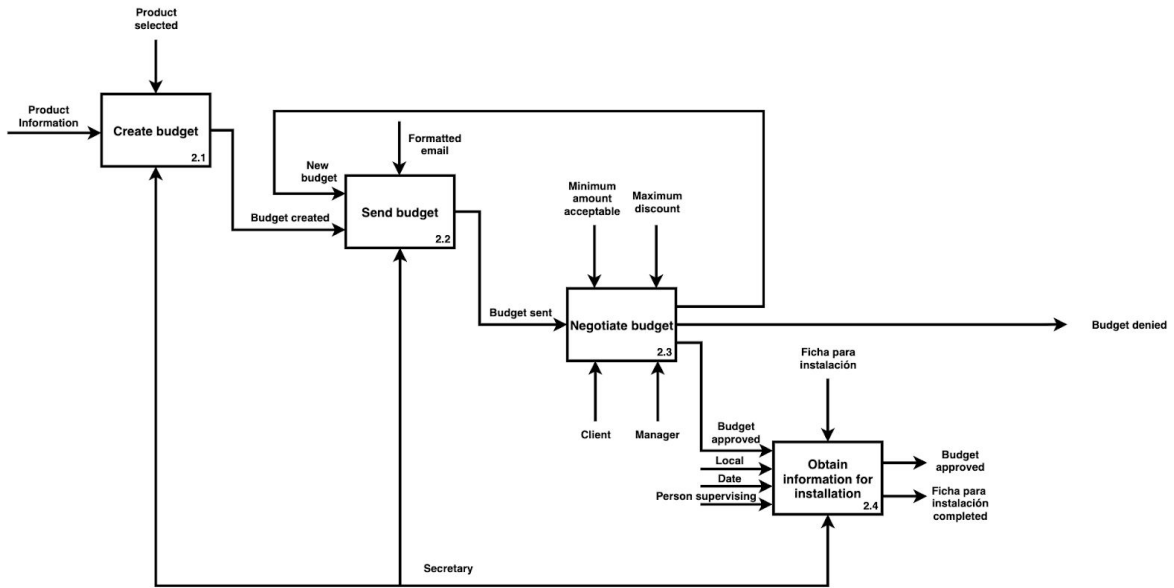 Product
selected
Product
Information
Create budget
2.1
Formatted
email
New
budget
Budget created
Send budget
2.2
Minimum
amount
acceptable
Maximum
discount
Budget sent
Negotiate budget
2.3
Budget denied
Client
Manager
Ficha para
instalación
Budget
approved
Local
Date
Person supervising
Obtain
information for
installation
2.4
Budget
approved
Ficha para
instalación
completed
Secretary